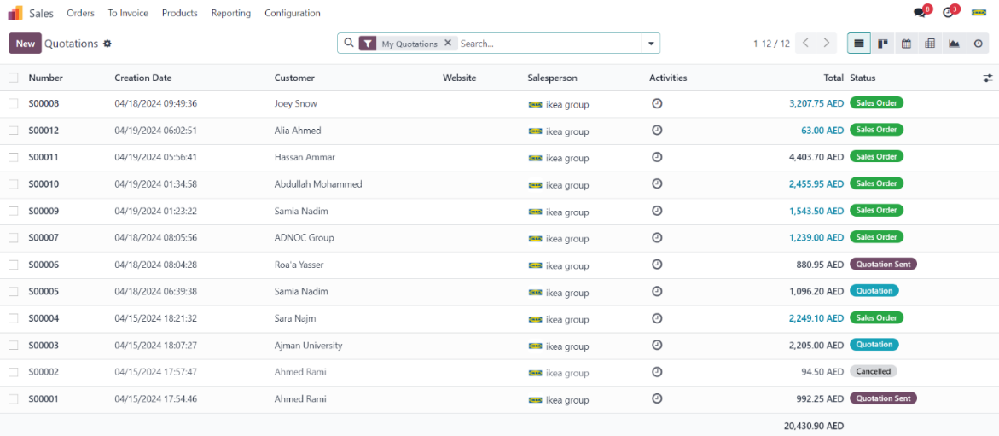 Sales Orders To Invoice Products Reporting Configuration 8 3
New Quotations My Quotations Search... 1-12 / 12
Number Creation Date Customer Website Salesperson Activities Total Status
S00008 04/18/2024 09:49:36 Joey Snow ikea group 3,207.75 AED Sales Order
S00012 04/19/2024 06:02:51 Alia Ahmed ikea group 63.00 AED Sales Order
S00011 04/19/2024 05:56:41 Hassan Ammar ikea group 4,403.70 AED Sales Order
S00010 04/19/2024 01:34:58 Abdullah Mohammed ikea group 2,455.95 AED Sales Order
S00009 04/19/2024 01:23:22 Samia Nadim ikea group 1,543.50 AED Sales Order
S00007 04/18/2024 08:05:56 ADNOC Group ikea group 1,239.00 AED Sales Order
S00006 04/18/2024 08:04:28 Roa'a Yasser ikea group 880.95 AED Quotation Sent
S00005 04/18/2024 06:39:38 Samia Nadim ikea group 1,096.20 AED Quotation
S00004 04/15/2024 18:21:32 Sara Najm ikea group 2,249.10 AED Sales Order
S00003 04/15/2024 18:07:27 Ajman University ikea group 2,205.00 AED Quotation
S00002 04/15/2024 17:57:47 Ahmed Rami ikea group 94.50 AED Cancelled
S00001 04/15/2024 17:54:46 Ahmed Rami ikea group 992.25 AED Quotation Sent
20,430.90 AED